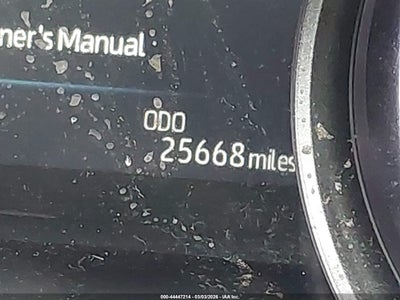 ner's Manual
ODO
25668 miles
000-44447214 - 03/03/2026 - IAA Inc.